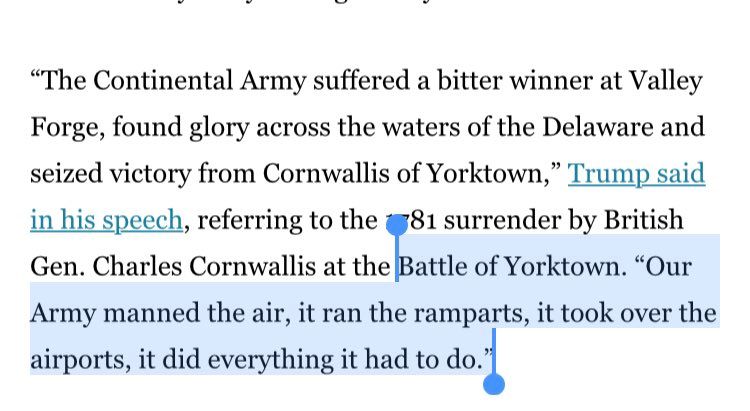 “The Continental Army suffered a bitter winner at Valley
Forge, found glory across the waters of the Delaware and
seized victory from Cornwallis of Yorktown,” Trump said
in his speech, referring to the 1781 surrender by British
Gen. Charles Cornwallis at the Battle of Yorktown. “Our
Army manned the air, it ran the ramparts, it took over the
airports, it did everything it had to do.”